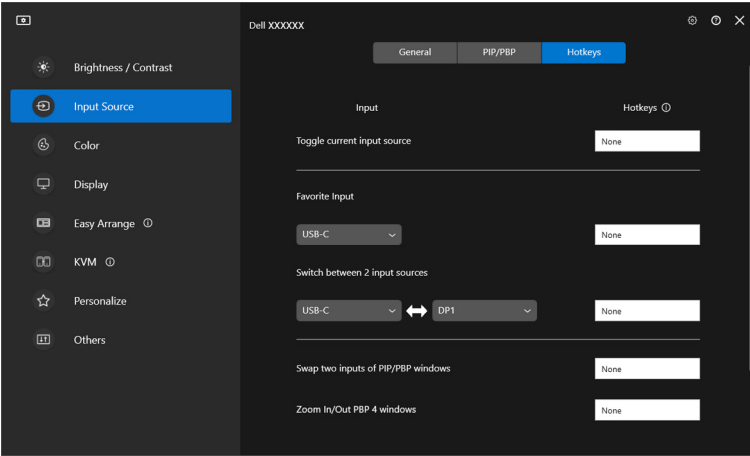 Dell XXXXXX
General PIP/PBP Hotkeys
Brightness / Contrast
Input Source
Color
Display
Easy Arrange
KVM
Personalize
Others
Input Hotkeys
Toggle current input source None
Favorite Input
USB-C None
Switch between 2 input sources
USB-C DP1 None
Swap two inputs of PIP/PBP windows None
Zoom In/Out PBP 4 windows None